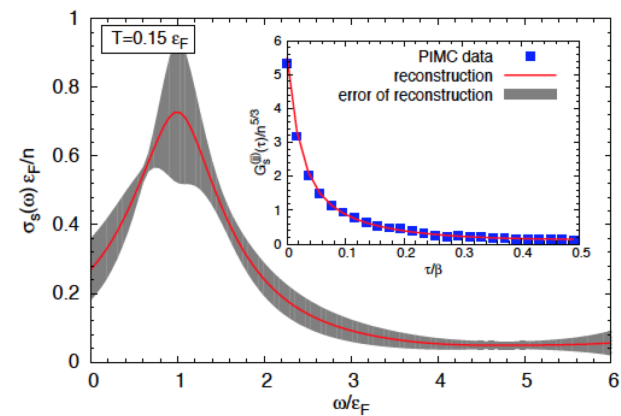 T=0.15 ε_F
1
0.8
0.6
0.4
0.2
0
σ_s(ω) ε_F/n
0 1 2 3 4 5 6
ω/ε_F
PIMC data
reconstruction
error of reconstruction
6
5
4
3
2
1
0
G_s^(jj)(τ)/n^5/3
0 0.1 0.2 0.3 0.4 0.5
τ/β